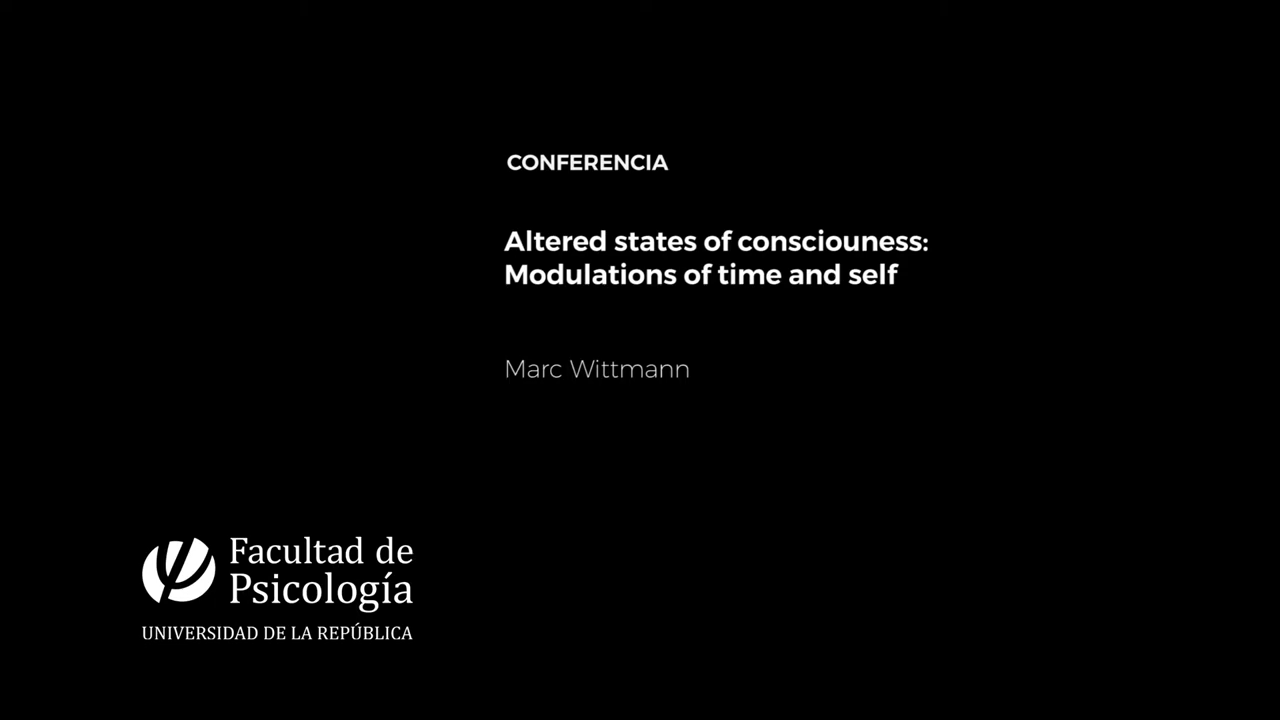 CONFERENCIA
Altered states of consciouness:
Modulations of time and self
Marc Wittmann
Facultad de
Psicología
UNIVERSIDAD DE LA REPÚBLICA